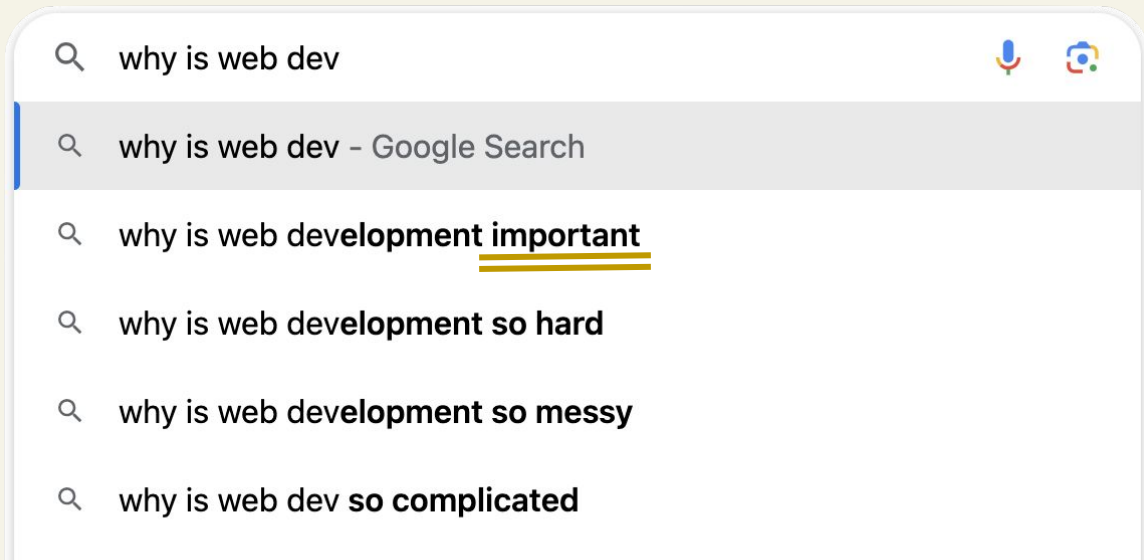 why is web dev
why is web dev - Google Search
why is web development important
why is web development so hard
why is web development so messy
why is web dev so complicated